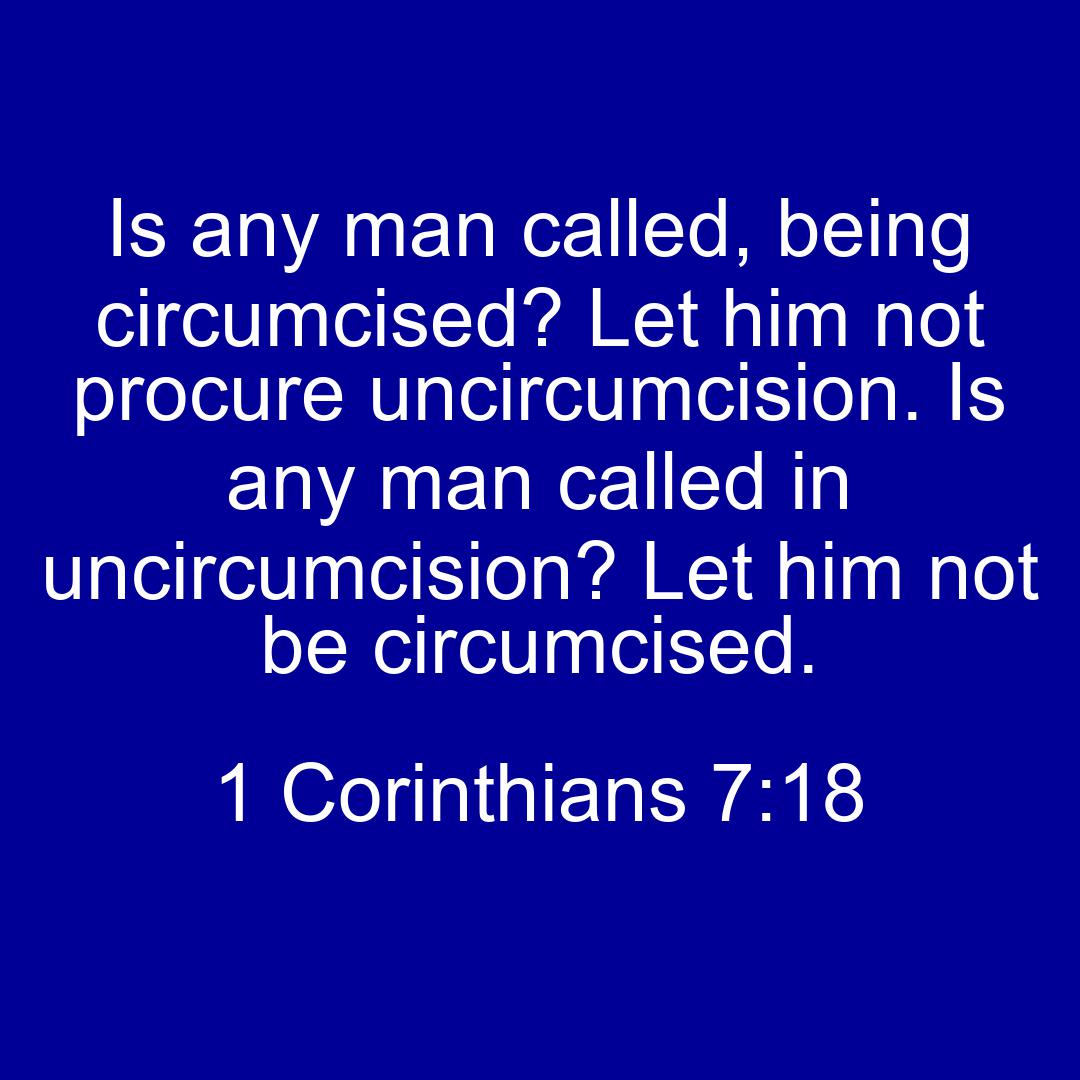 Is any man called, being
circumcised? Let him not
procure uncircumcision. Is
any man called in
uncircumcision? Let him not
be circumcised.
1 Corinthians 7:18